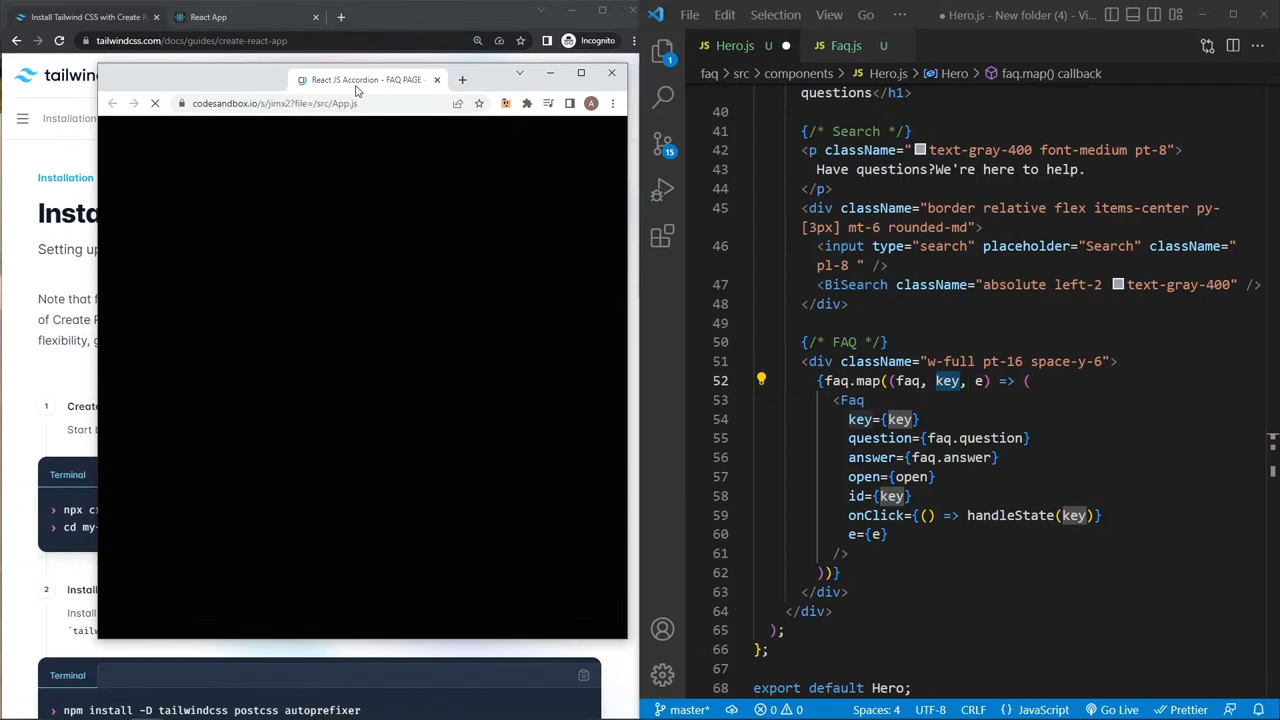 Install Tailwind CSS with Create R
React App
tailwindcss.com/docs/guides/create-react-app
Incognito
tailw
Installation
Installation
Insta
Setting up
Note that f
of Create R
flexibility, g
1
Create
Start b
Terminal
> npx cr
> cd my-
2
Install
Install
`tailw
Terminal
> npm install -D tailwindcss postcss autoprefixer
React JS Accordion - FAQ PAGE -
codesandbox.io/s/jimx2?file=/src/App.js
A
File Edit Selection View Go ··· Hero.js - New folder (4) - Vi...
Hero.js U
Faq.js U
faq > src > components > Hero.js > Hero > faq.map() callback
1
15
questions</h1>
40
41 {/* Search */}
42 <p className=" text-gray-400 font-medium pt-8">
43 Have questions?We're here to help.
44 </p>
45 <div className="border relative flex items-center py-
[3px] mt-6 rounded-md">
46 <input type="search" placeholder="Search" className="
pl-8 " />
47 <BiSearch className="absolute left-2 text-gray-400" />
48 </div>
49
50 {/* FAQ */}
51 <div className="w-full pt-16 space-y-6">
52 {faq.map((faq, key, e) => (
53 <Faq
54 key={key}
55 question={faq.question}
56 answer={faq.answer}
57 open={open}
58 id={key}
59 onClick={() => handleState(key)}
60 e={e}
61 />
62 ))}
63 </div>
64 </div>
65 );
66 };
67
68 export default Hero;
master* 0 0 Spaces: 4 UTF-8 CRLF {} JavaScript Go Live Prettier